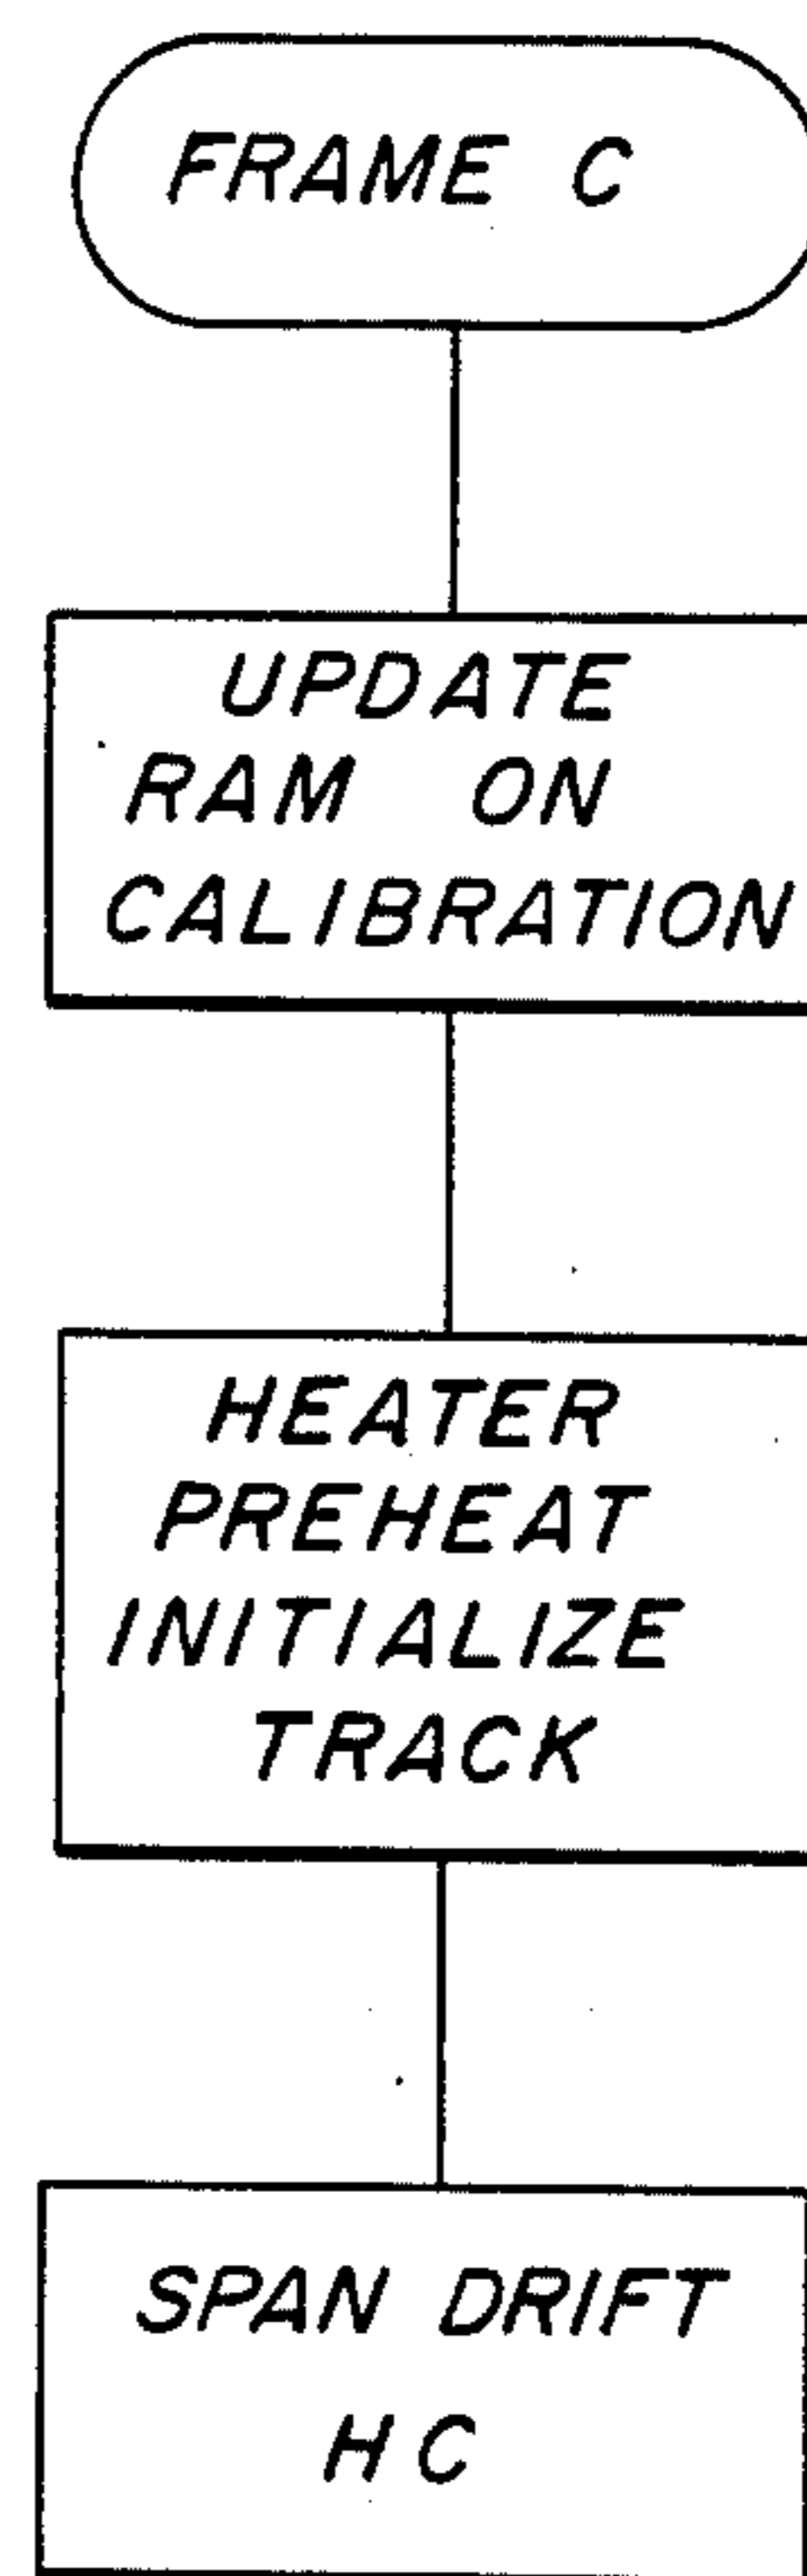 FRAME C
UPDATE
RAM ON
CALIBRATION
HEATER
PREHEAT
INITIALIZE
TRACK
SPAN DRIFT
HC